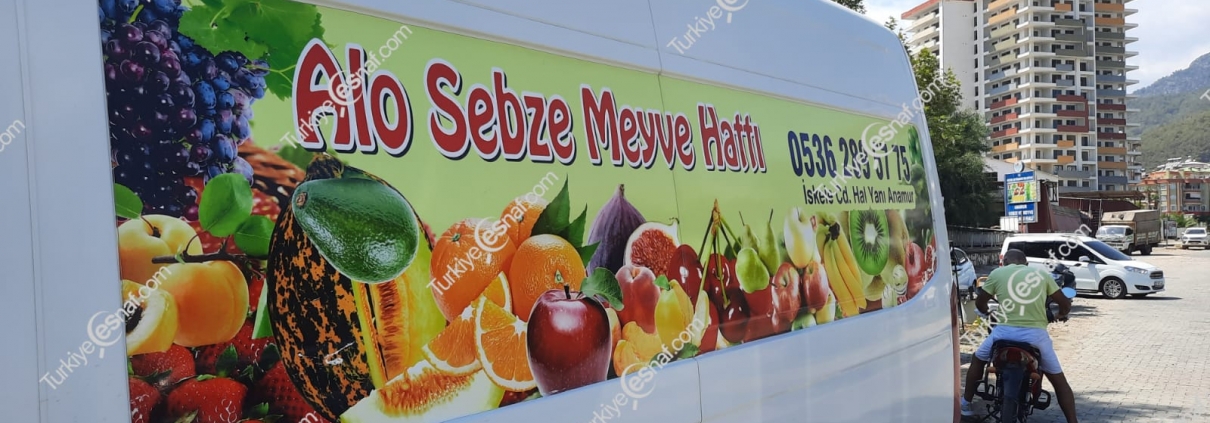 Alo Sebze Meyve Hattı
İskele Cd. Hal Yanı Anamur
Turkiyeesnaf.com